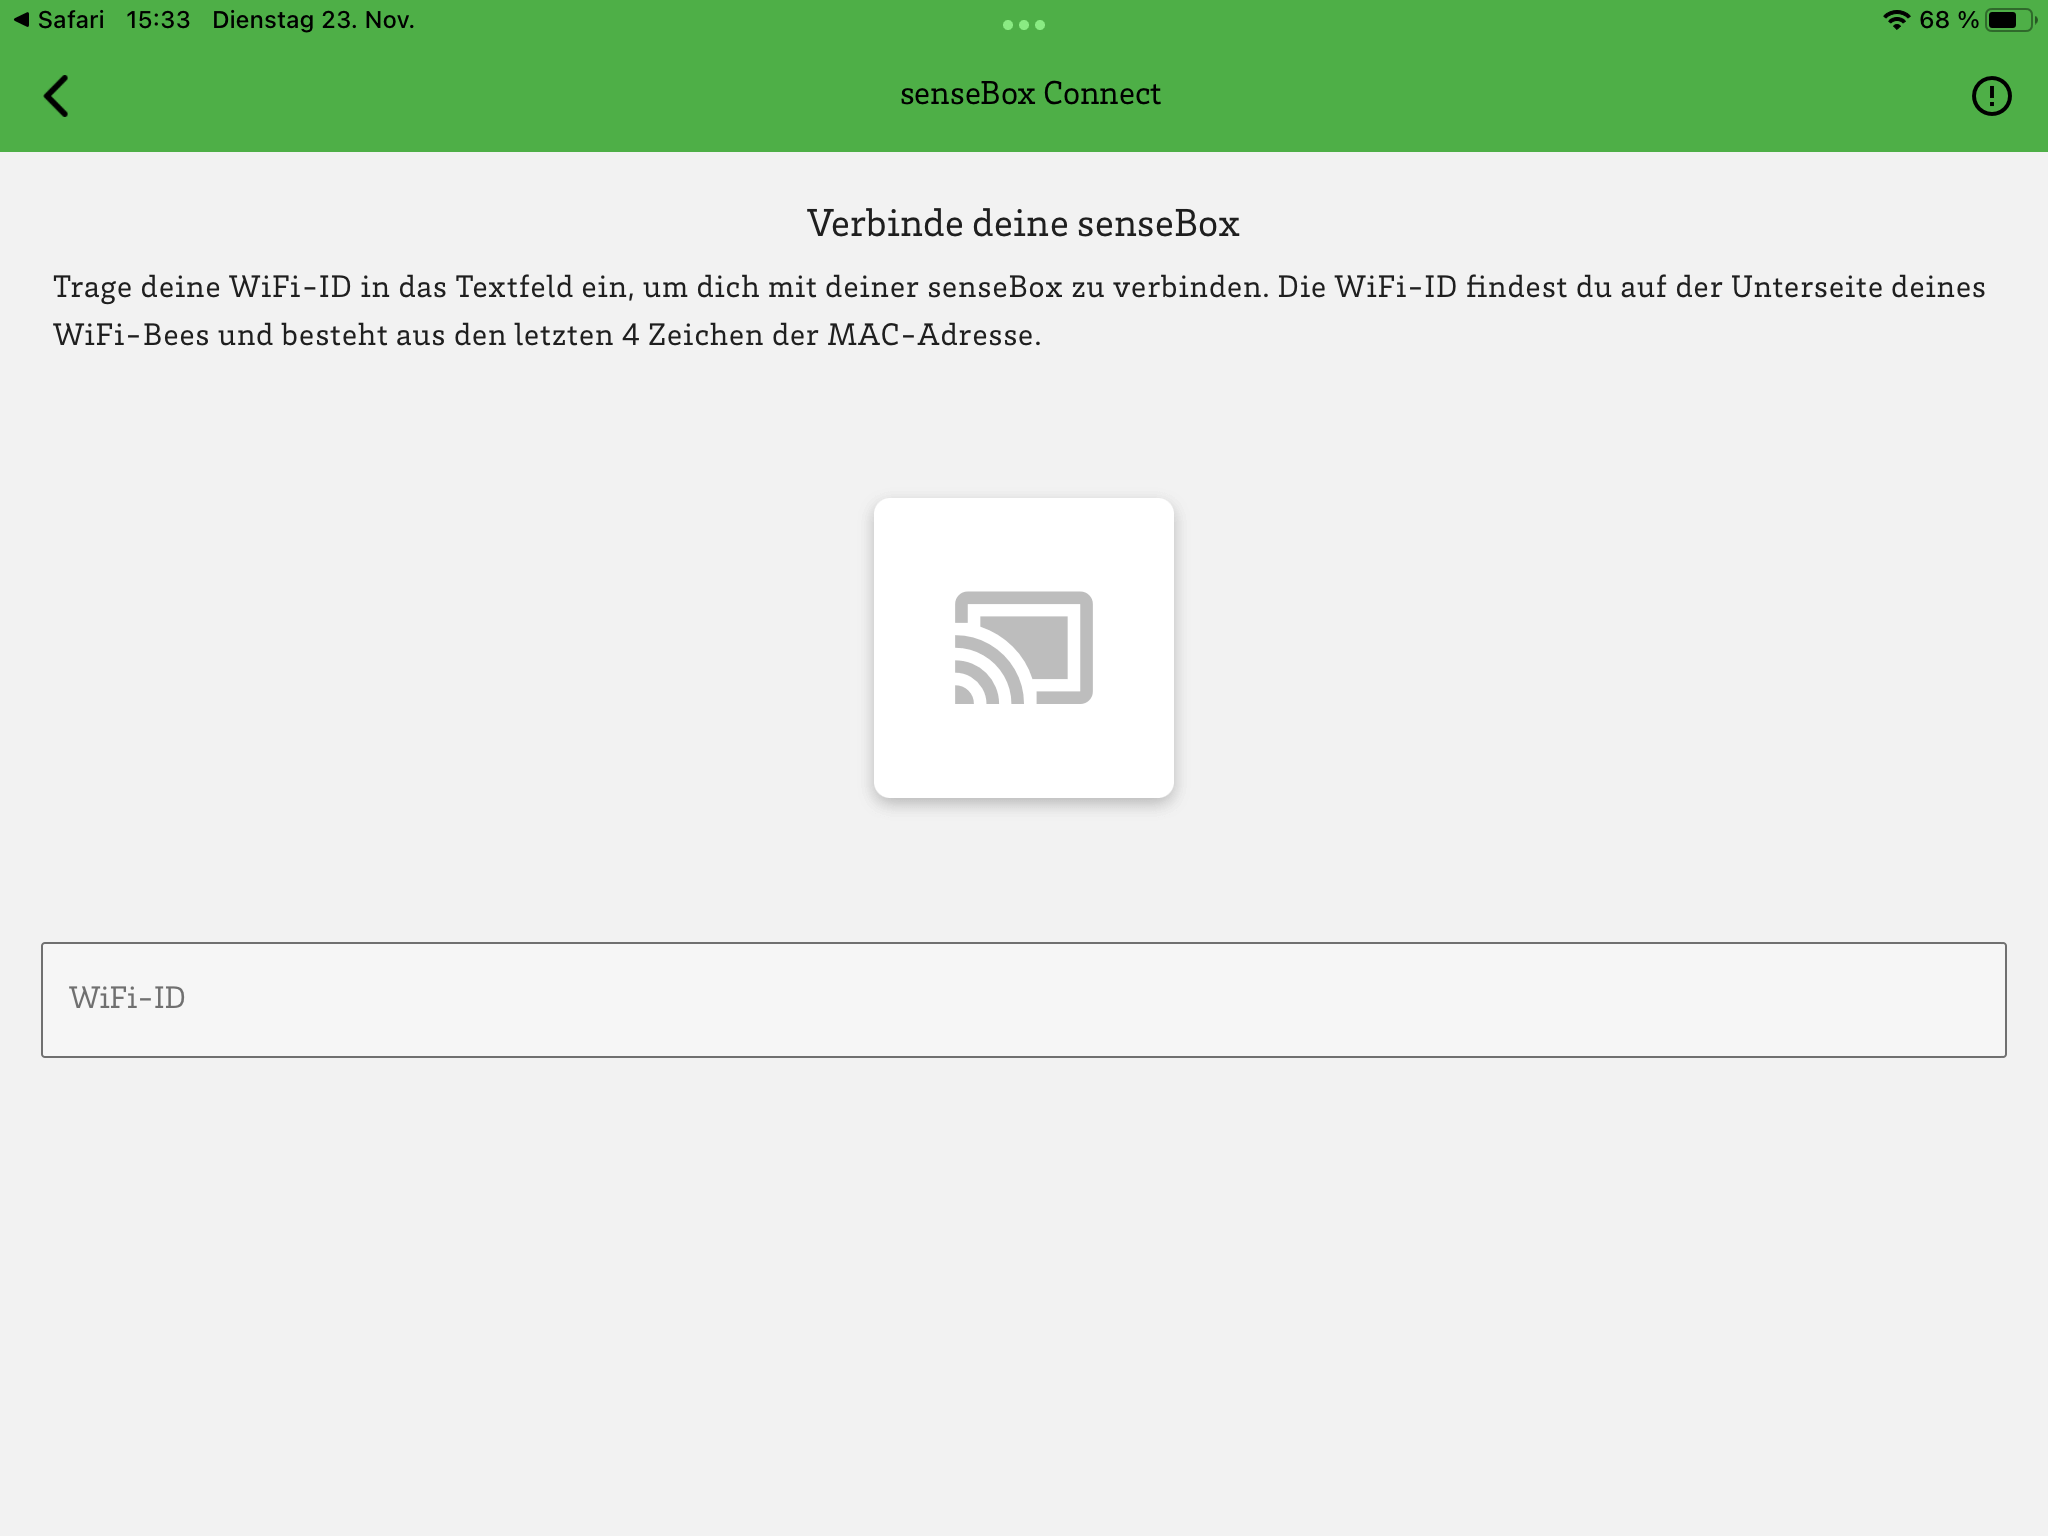 Safari 15:33 Dienstag 23. Nov. 68 %
senseBox Connect
Verbinde deine senseBox
Trage deine WiFi-ID in das Textfeld ein, um dich mit deiner senseBox zu verbinden. Die WiFi-ID findest du auf der Unterseite deines
WiFi-Bees und besteht aus den letzten 4 Zeichen der MAC-Adresse.
WiFi-ID